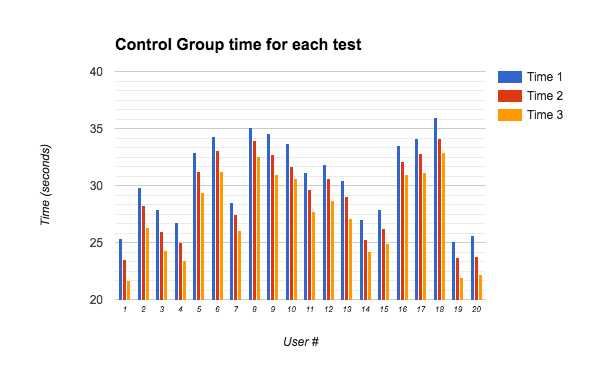 Control Group time for each test
40
35
30
25
20
Time (seconds)
1 2 3 4 5 6 7 8 9 10 11 12 13 14 15 16 17 18 19 20
User #
Time 1
Time 2
Time 3